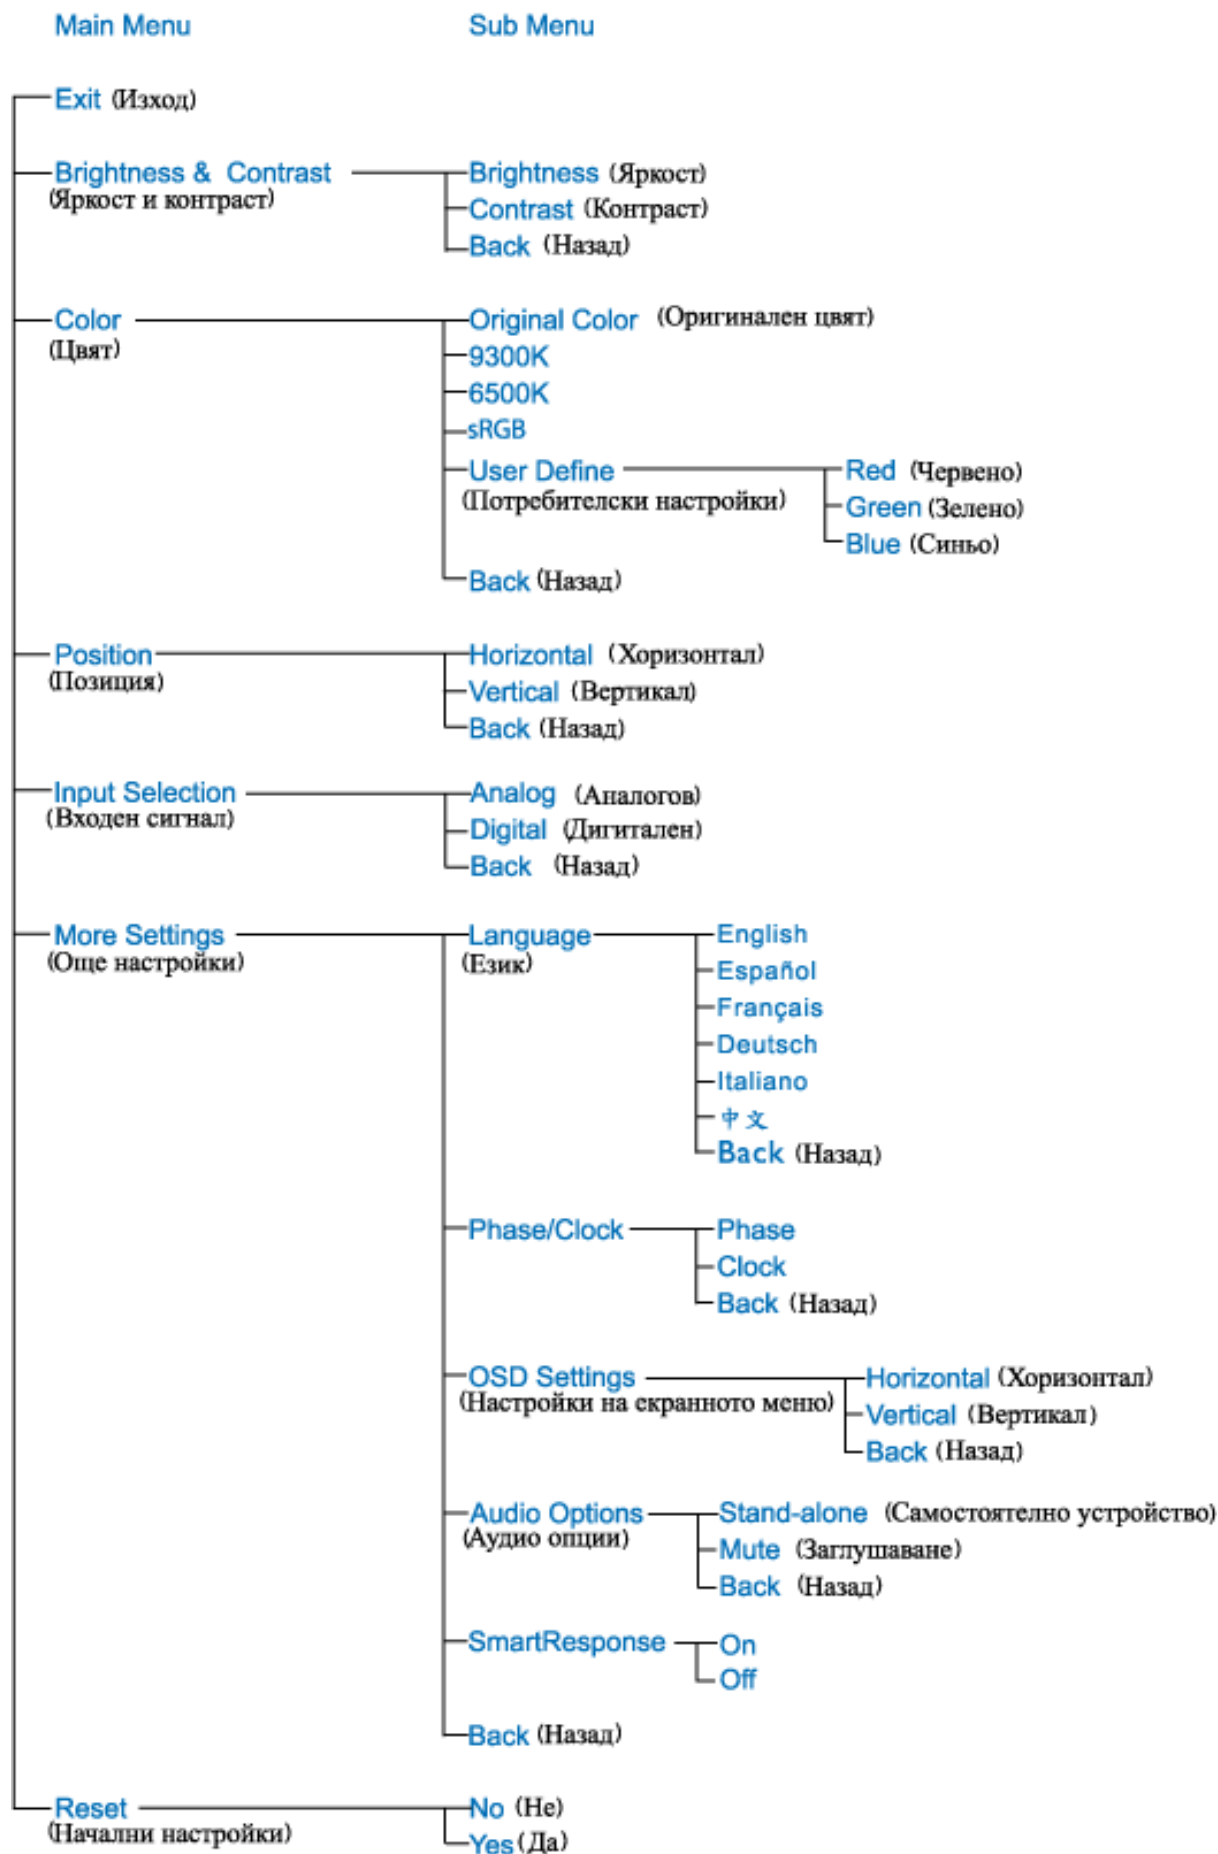 Main Menu Sub Menu
Exit (Изход)
Brightness & Contrast Brightness (Яркост)
(Яркост и контраст) Contrast (Контраст)
Back (Назад)
Color Original Color (Оригинален цвят)
(Цвят) 9300K
6500K
sRGB
User Define Red (Червено)
(Потребителски настройки) Green (Зелено)
Blue (Синьо)
Back (Назад)
Position Horizontal (Хоризонтал)
(Позиция) Vertical (Вертикал)
Back (Назад)
Input Selection Analog (Аналогов)
(Входен сигнал) Digital (Дигитален)
Back (Назад)
More Settings Language English
(Още настройки) (Език) Español
Français
Deutsch
Italiano
中文
Back (Назад)
Phase/Clock Phase
Clock
Back (Назад)
OSD Settings Horizontal (Хоризонтал)
(Настройки на екранното меню) Vertical (Вертикал)
Back (Назад)
Audio Options Stand-alone (Самостоятелно устройство)
(Аудио опции) Mute (Заглушаване)
Back (Назад)
SmartResponse On
Off
Back (Назад)
Reset No (Не)
(Начални настройки) Yes (Да)